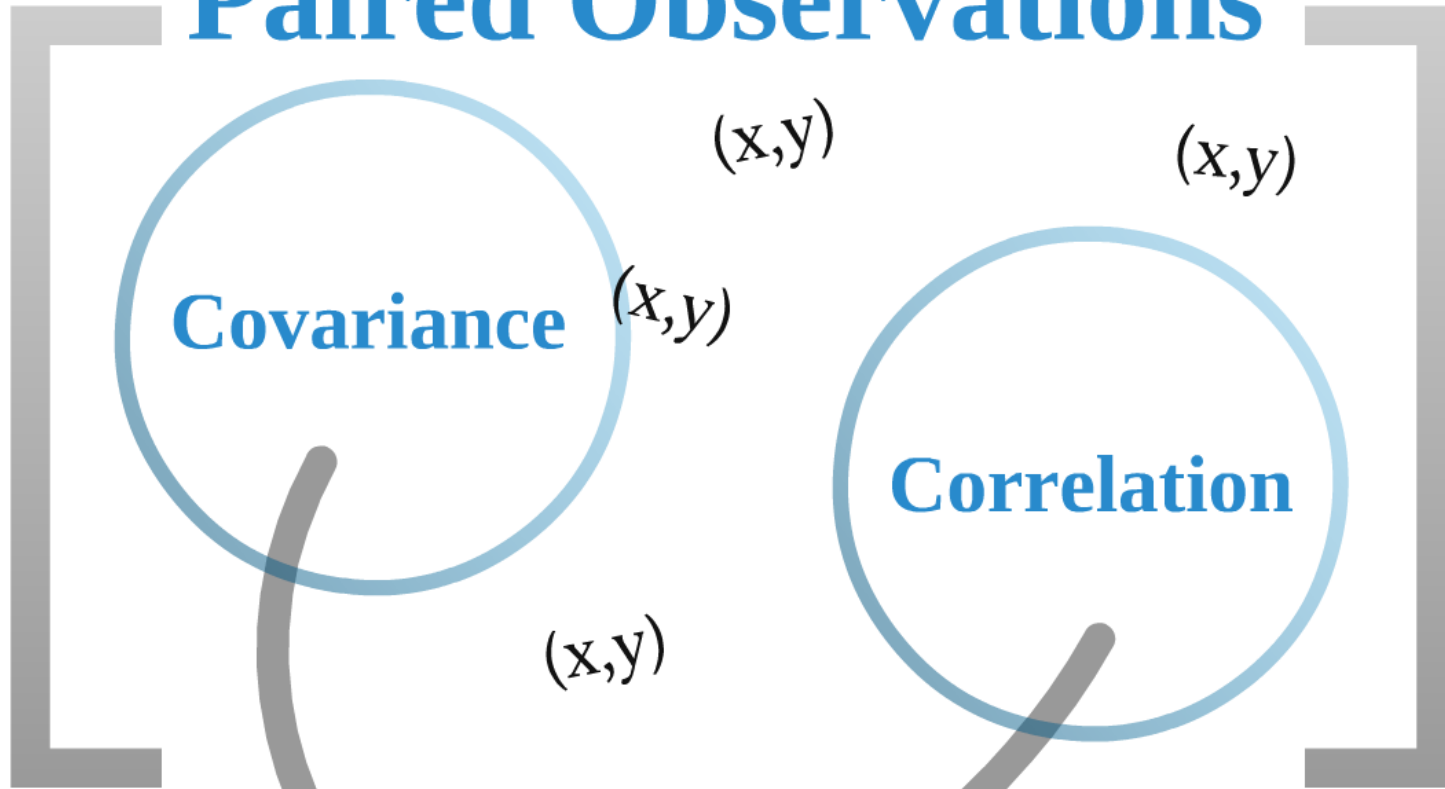 Paired Observations
(x,y)
(x,y)
Covariance
(x,y)
Correlation
(x,y)